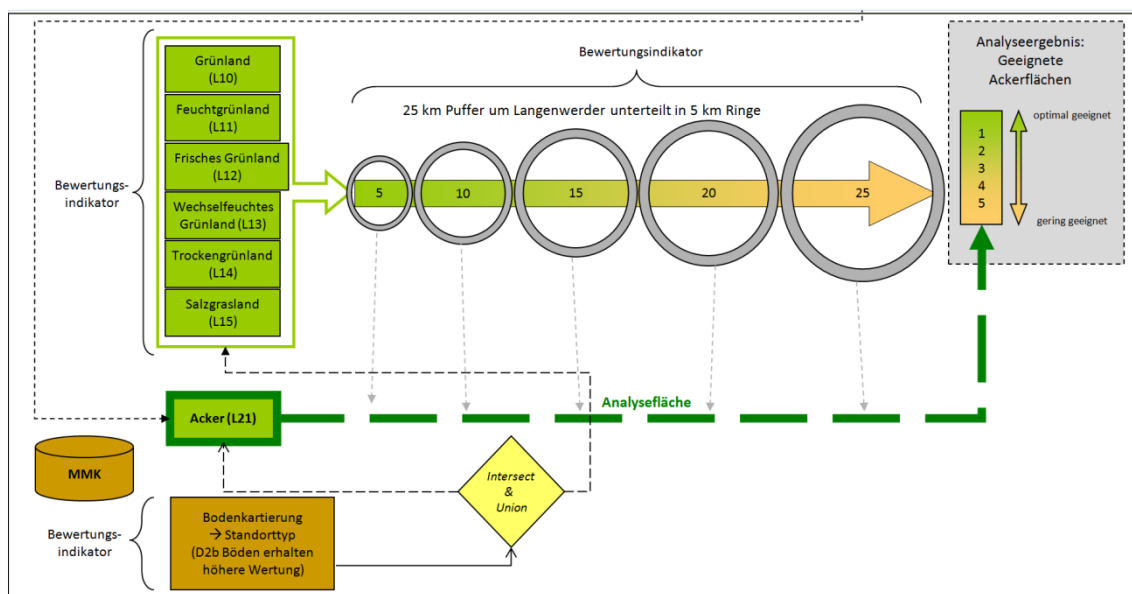 Bewertungsindikator
Analyseergebnis:
Geeignete
Ackerflächen
Grünland
(L10)
Feuchtgrünland
(L11)
Frisches Grünland
(L12)
Wechselfeuchtes
Grünland (L13)
Trockengrünland
(L14)
Salzgrasland
(L15)
Bewertungs-
indikator
25 km Puffer um Langenwerder unterteilt in 5 km Ringe
5
10
15
20
25
1
2
3
4
5
optimal geeignet
gering geeignet
Analysefläche
Acker (L21)
MMK
Intersect
&
Union
Bewertungs-
indikator
Bodenkartierung
→ Standorttyp
(D2b Böden erhalten
höhere Wertung)